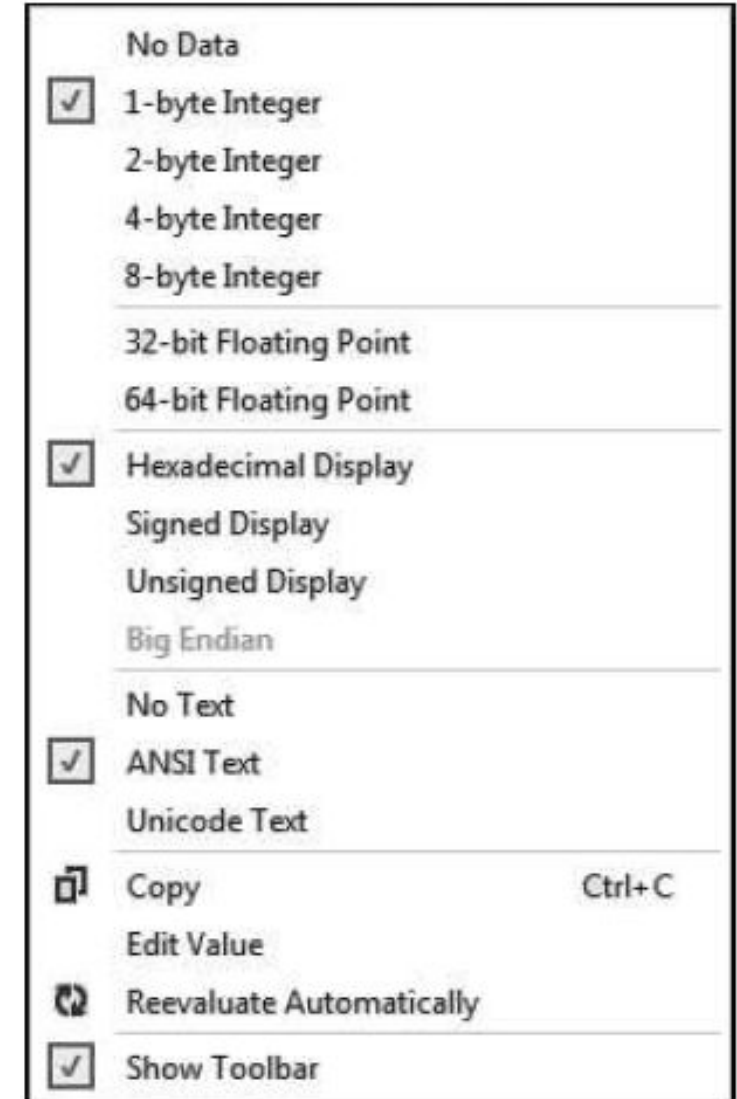 No Data
1-byte Integer
2-byte Integer
4-byte Integer
8-byte Integer
32-bit Floating Point
64-bit Floating Point
Hexadecimal Display
Signed Display
Unsigned Display
Big Endian
No Text
ANSI Text
Unicode Text
Copy Ctrl+C
Edit Value
Reevaluate Automatically
Show Toolbar